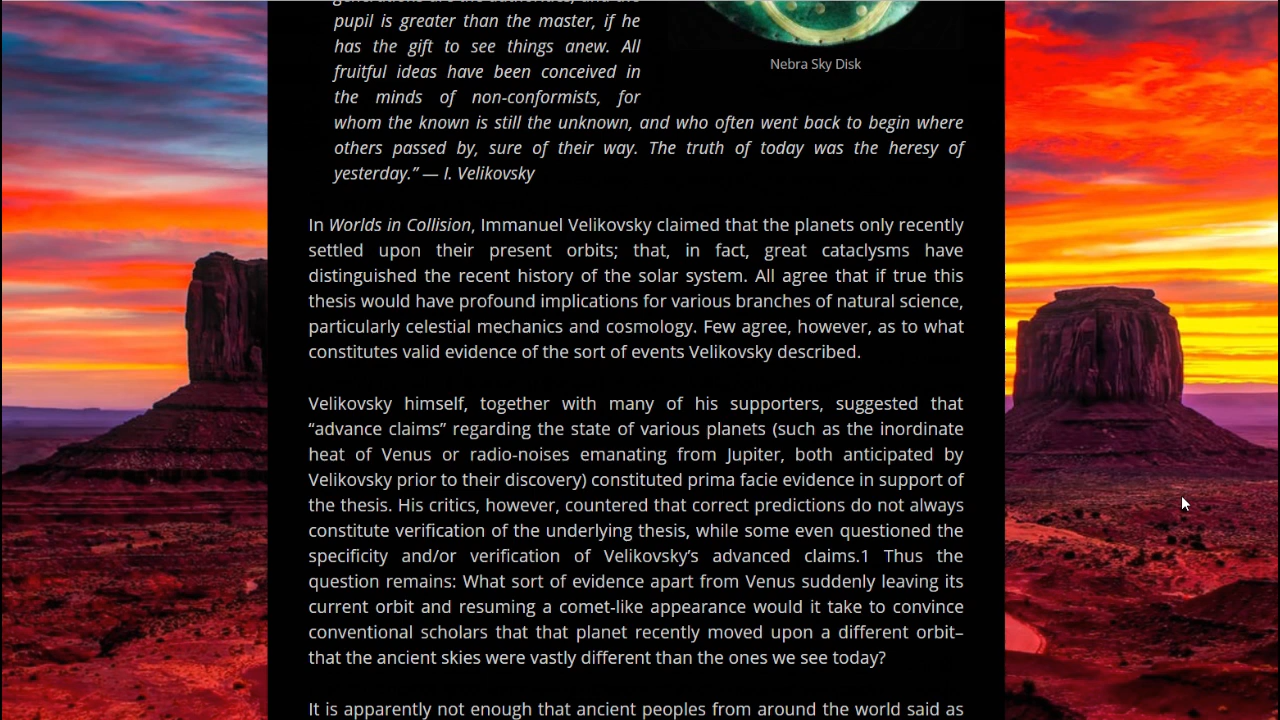 pupil is greater than the master, if he
has the gift to see things anew. All
fruitful ideas have been conceived in
the minds of non-conformists, for
whom the known is still the unknown, and who often went back to begin where
others passed by, sure of their way. The truth of today was the heresy of
yesterday.” — I. Velikovsky
Nebra Sky Disk
In Worlds in Collision, Immanuel Velikovsky claimed that the planets only recently
settled upon their present orbits; that, in fact, great cataclysms have
distinguished the recent history of the solar system. All agree that if true this
thesis would have profound implications for various branches of natural science,
particularly celestial mechanics and cosmology. Few agree, however, as to what
constitutes valid evidence of the sort of events Velikovsky described.
Velikovsky himself, together with many of his supporters, suggested that
“advance claims” regarding the state of various planets (such as the inordinate
heat of Venus or radio-noises emanating from Jupiter, both anticipated by
Velikovsky prior to their discovery) constituted prima facie evidence in support of
the thesis. His critics, however, countered that correct predictions do not always
constitute verification of the underlying thesis, while some even questioned the
specificity and/or verification of Velikovsky’s advanced claims.1 Thus the
question remains: What sort of evidence apart from Venus suddenly leaving its
current orbit and resuming a comet-like appearance would it take to convince
conventional scholars that that planet recently moved upon a different orbit–
that the ancient skies were vastly different than the ones we see today?
It is apparently not enough that ancient peoples from around the world said as